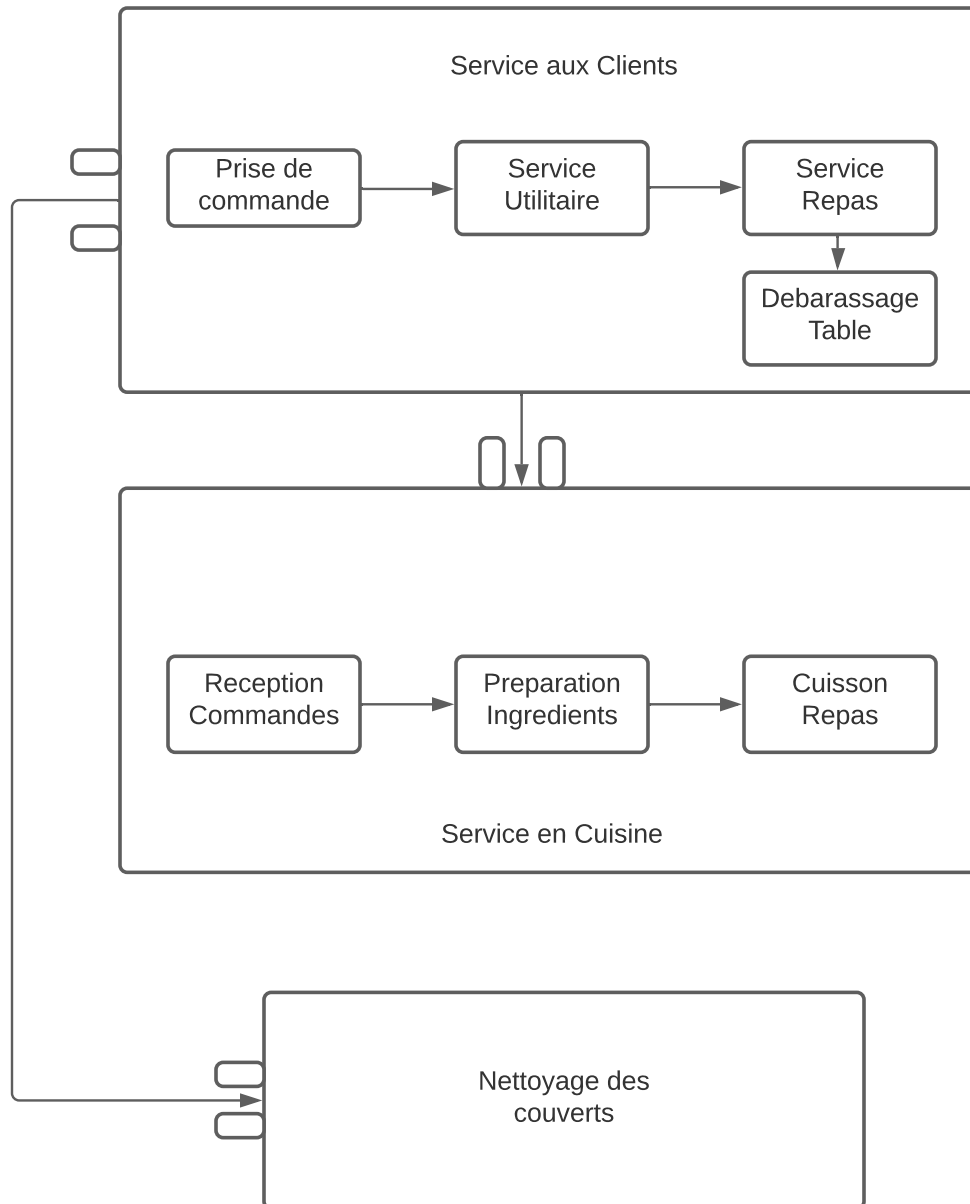 Service aux Clients
Prise de
commande
Service
Utilitaire
Service
Repas
Debarassage
Table
Reception
Commandes
Preparation
Ingredients
Cuisson
Repas
Service en Cuisine
Nettoyage des
couverts